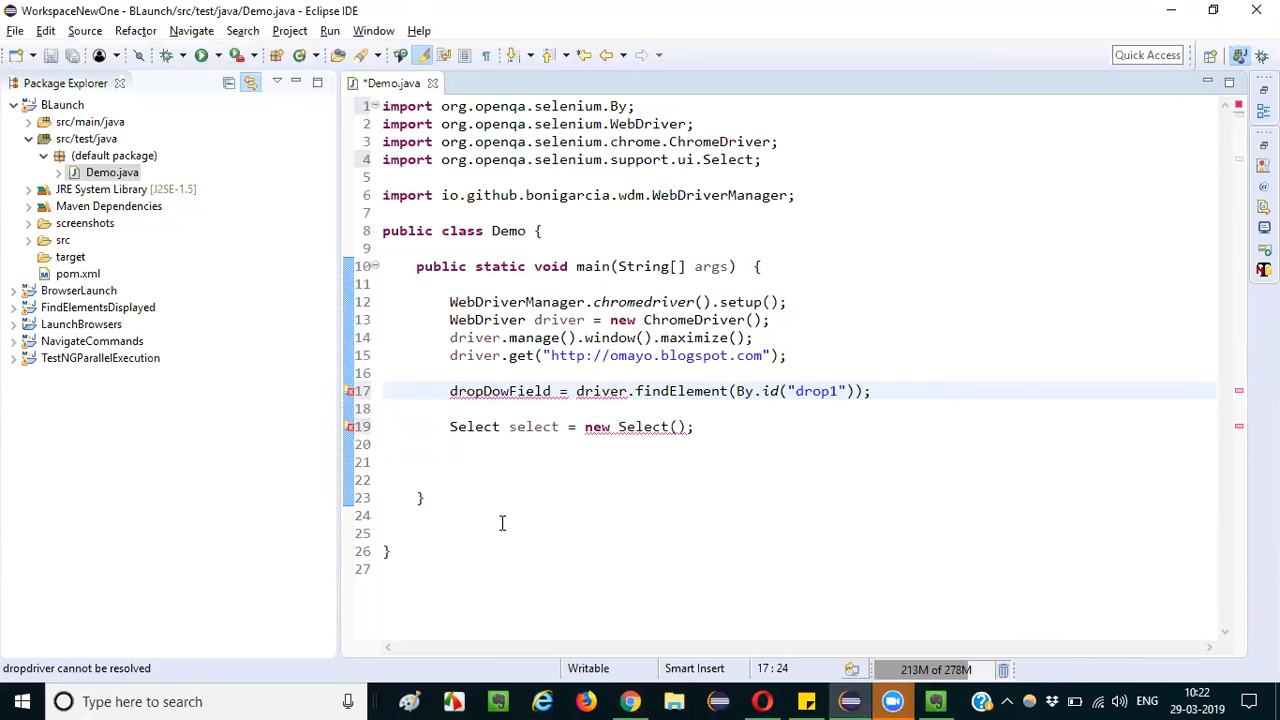 WorkspaceNewOne - BLaunch/src/test/java/Demo.java - Eclipse IDE
File Edit Source Refactor Navigate Search Project Run Window Help
Quick Access
Package Explorer
*Demo.java
BLaunch
src/main/java
src/test/java
(default package)
Demo.java
JRE System Library [J2SE-1.5]
Maven Dependencies
screenshots
src
target
pom.xml
BrowserLaunch
FindElementsDisplayed
LaunchBrowsers
NavigateCommands
TestNGParallelExecution
1 import org.openqa.selenium.By;
2 import org.openqa.selenium.WebDriver;
3 import org.openqa.selenium.chrome.ChromeDriver;
4 import org.openqa.selenium.support.ui.Select;
5
6 import io.github.bonigarcia.wdm.WebDriverManager;
7
8 public class Demo {
9
10 public static void main(String[] args) {
11
12 WebDriverManager.chromedriver().setup();
13 WebDriver driver = new ChromeDriver();
14 driver.manage().window().maximize();
15 driver.get("http://omayo.blogspot.com");
16
17 dropDowField = driver.findElement(By.id("drop1"));
18
19 Select select = new Select();
20
21
22
23 }
24
25
26 }
27
dropdriver cannot be resolved
Writable
Smart Insert
17 : 24
213M of 278M
Type here to search
ENG
10:22
29-03-2019